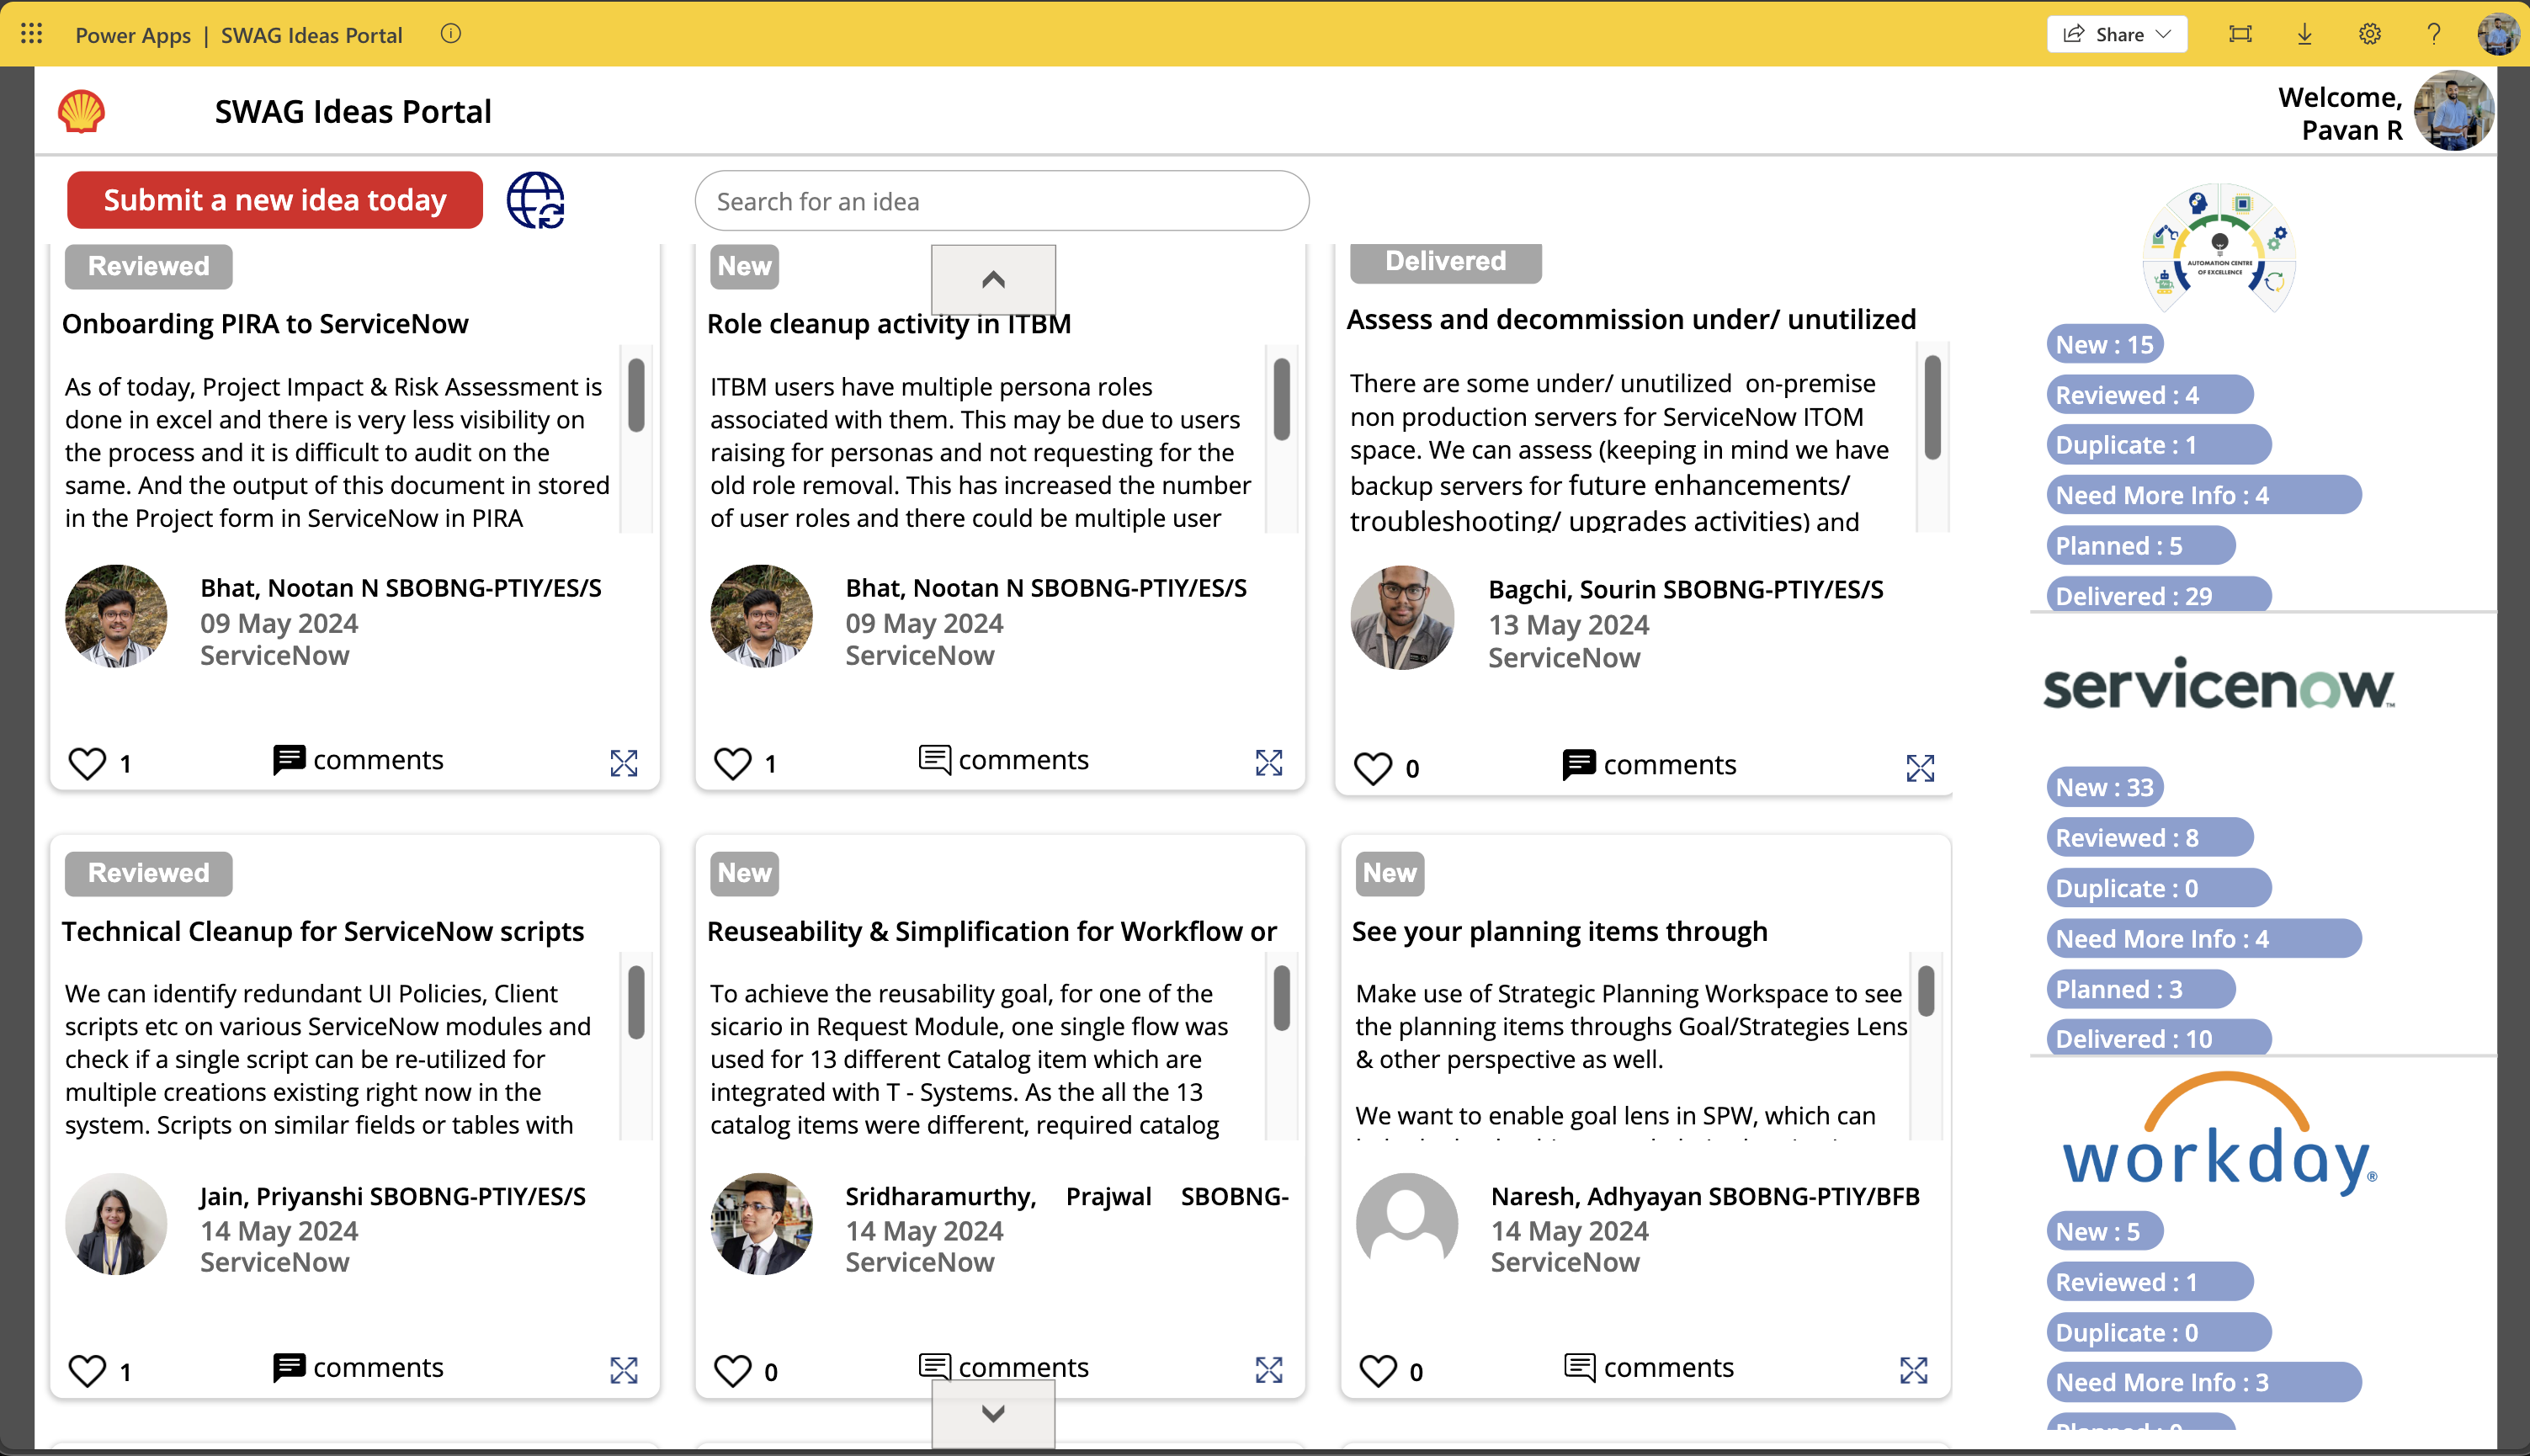 Power Apps | SWAG Ideas Portal
Share
SWAG Ideas Portal
Welcome,
Pavan R
Submit a new idea today
Search for an idea
Reviewed
Onboarding PIRA to ServiceNow
As of today, Project Impact & Risk Assessment is
done in excel and there is very less visibility on
the process and it is difficult to audit on the
same. And the output of this document in stored
in the Project form in ServiceNow in PIRA
Bhat, Nootan N SBOBNG-PTIY/ES/S
09 May 2024
ServiceNow
1
comments
New
Role cleanup activity in ITBM
ITBM users have multiple persona roles
associated with them. This may be due to users
raising for personas and not requesting for the
old role removal. This has increased the number
of user roles and there could be multiple user
Bhat, Nootan N SBOBNG-PTIY/ES/S
09 May 2024
ServiceNow
1
comments
Delivered
Assess and decommission under/ unutilized
There are some under/ unutilized on-premise
non production servers for ServiceNow ITOM
space. We can assess (keeping in mind we have
backup servers for future enhancements/
troubleshooting/ upgrades activities) and
Bagchi, Sourin SBOBNG-PTIY/ES/S
13 May 2024
ServiceNow
0
comments
Reviewed
Technical Cleanup for ServiceNow scripts
We can identify redundant UI Policies, Client
scripts etc on various ServiceNow modules and
check if a single script can be re-utilized for
multiple creations existing right now in the
system. Scripts on similar fields or tables with
Jain, Priyanshi SBOBNG-PTIY/ES/S
14 May 2024
ServiceNow
1
comments
New
Reuseability & Simplification for Workflow or
To achieve the reusability goal, for one of the
sicario in Request Module, one single flow was
used for 13 different Catalog item which are
integrated with T - Systems. As the all the 13
catalog items were different, required catalog
Sridharamurthy, Prajwal SBOBNG-
14 May 2024
ServiceNow
0
comments
New
See your planning items through
Make use of Strategic Planning Workspace to see
the planning items throughs Goal/Strategies Lens
& other perspective as well.
We want to enable goal lens in SPW, which can
Naresh, Adhyayan SBOBNG-PTIY/BFB
14 May 2024
ServiceNow
0
comments
AUTOMATION CENTRE
OF EXCELLENCE
New : 15
Reviewed : 4
Duplicate : 1
Need More Info : 4
Planned : 5
Delivered : 29
servicenow™
New : 33
Reviewed : 8
Duplicate : 0
Need More Info : 4
Planned : 3
Delivered : 10
workday®
New : 5
Reviewed : 1
Duplicate : 0
Need More Info : 3